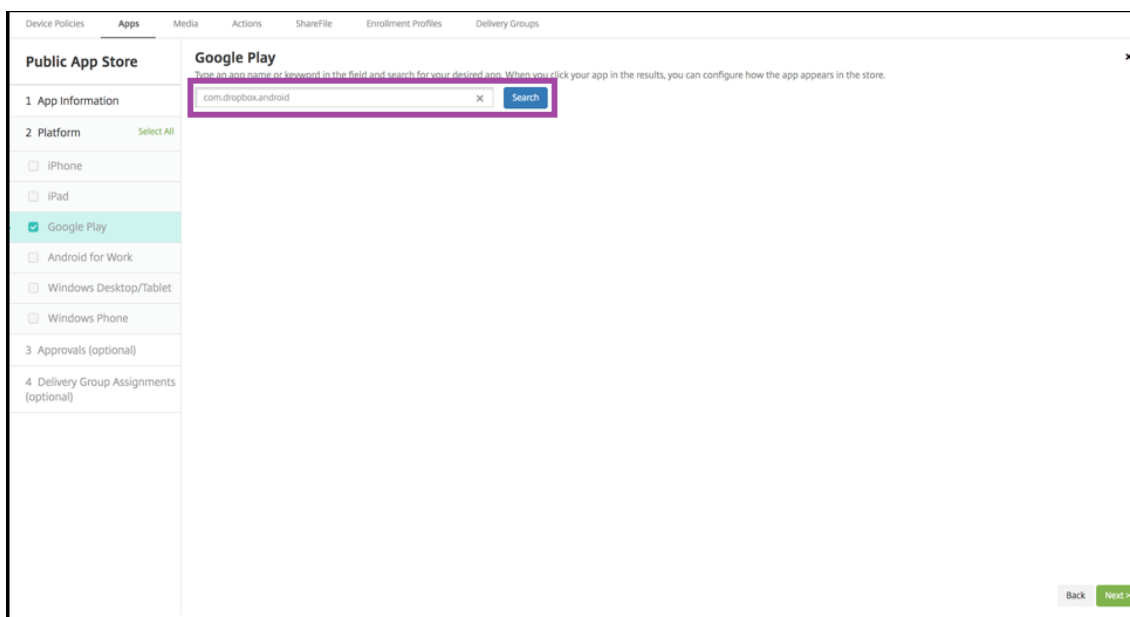 Device Policies Apps Media Actions ShareFile Enrollment Profiles Delivery Groups
Public App Store
1 App Information
2 Platform Select All
iPhone
iPad
Google Play
Android for Work
Windows Desktop/Tablet
Windows Phone
3 Approvals (optional)
4 Delivery Group Assignments
(optional)
Google Play
Type an app name or keyword in the field and search for your desired app. When you click your app in the results, you can configure how the app appears in the store.
com.dropbox.android Search
Back Next >